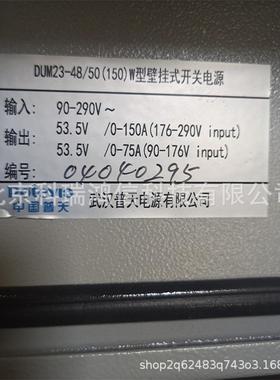 DUM23-48/50(150)W型壁挂式开关电源
输入: 90-290V～
输出: 53.5V /0-150A(176-290V input)
53.5V /0-75A(90-176V input)
编号: 04040295
中国普天 武汉普天电源有限公司
shop2q62483q743o3.168